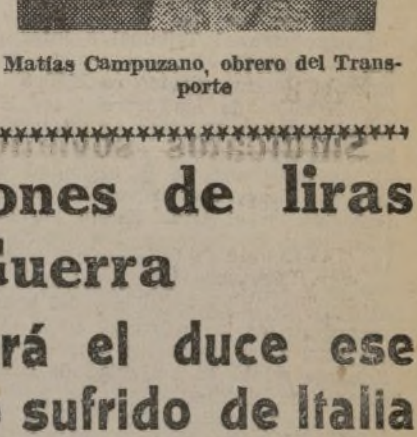 Matías Campuzano, obrero del Trans-
porte
ones de liras
uerra
rá el duce ese
sufrido de Italia